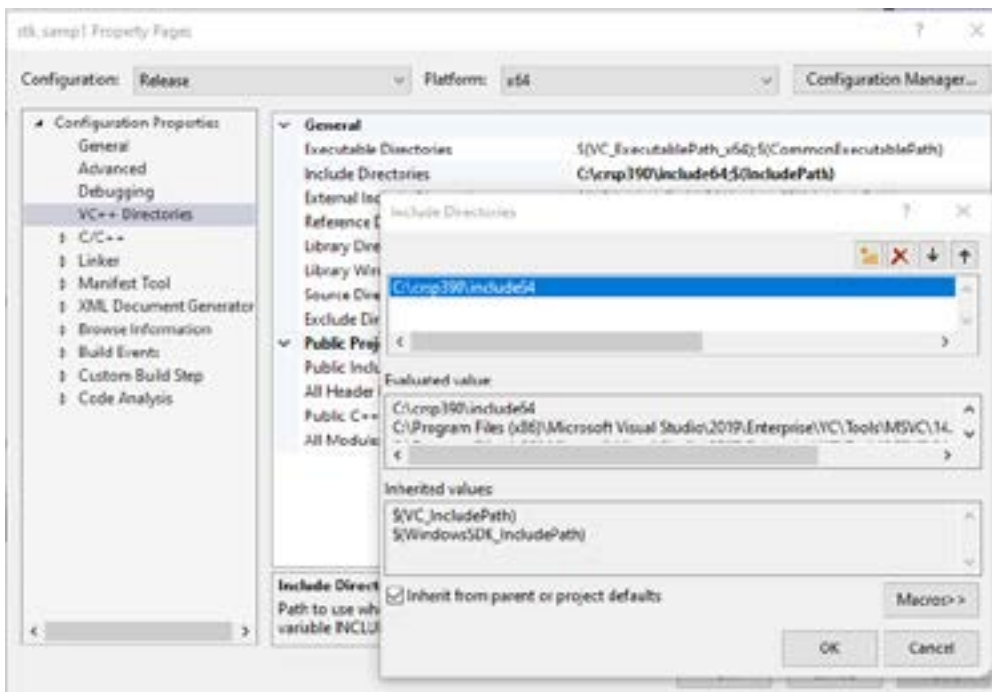 stk_samp1 Property Pages
Configuration: Release Platform: x64 Configuration Manager...
Configuration Properties
General
Advanced
Debugging
VC++ Directories
C/C++
Linker
Manifest Tool
XML Document Generator
Browse Information
Build Events
Custom Build Step
Code Analysis
General
Executable Directories $(VC_ExecutablePath_x64);$(CommonExecutablePath)
Include Directories C:\cnsp390\include64;$(IncludePath)
External Inc
Reference D
Library Dire
Library Win
Source Dire
Exclude Dir
Public Proj
Public Inclu
All Header
Public C++
All Module
Include Direct
Path to use wh
variable INCLU
Include Directories
C:\cnsp390\include64
Evaluated value:
C:\cnsp390\include64
C:\Program Files (x86)\Microsoft Visual Studio\2019\Enterprise\VC\Tools\MSVC\14.
Inherited values:
$(VC_IncludePath)
$(WindowsSDK_IncludePath)
Inherit from parent or project defaults
Macros>>
OK Cancel